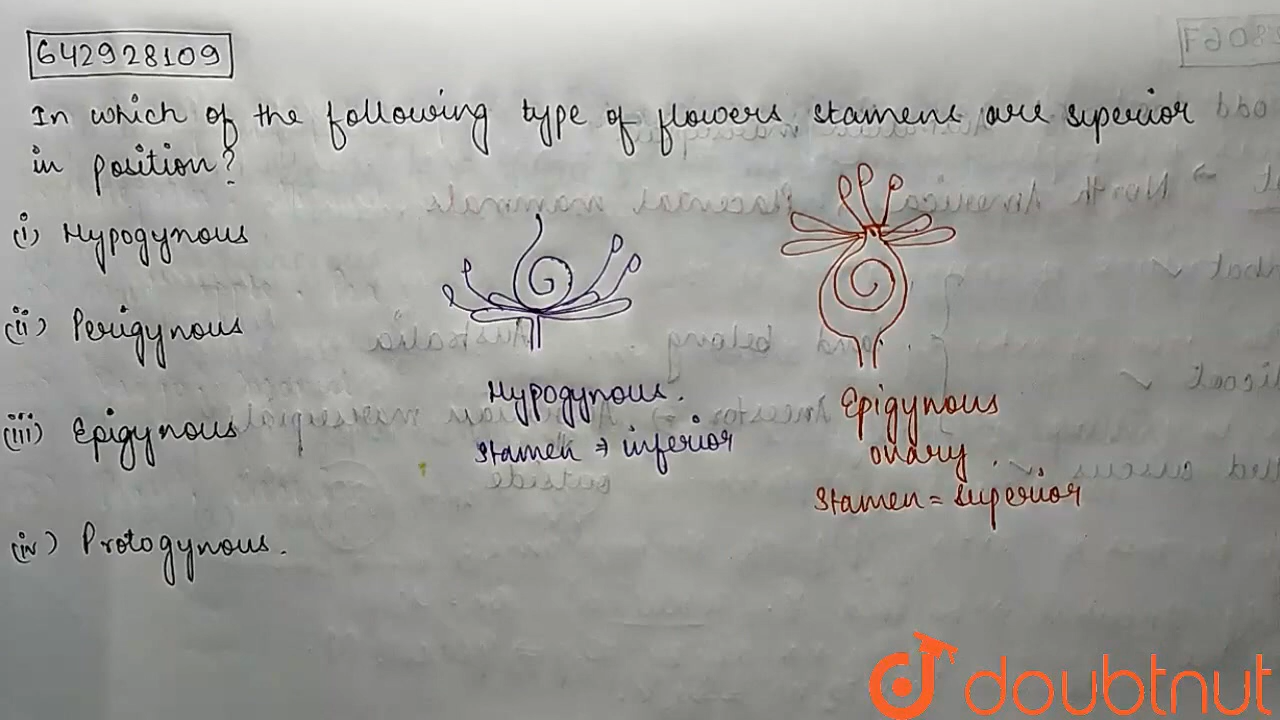 642928109
In which of the following type of flowers stamens are superior
in position?
(i) Hypogynous
(ii) Perigynous
(iii) Epigynous
(iv) Protogynous.
Hypogynous.
Stamen → inferior
Epigynous
ovary
Stamen = Superior
doubtnut